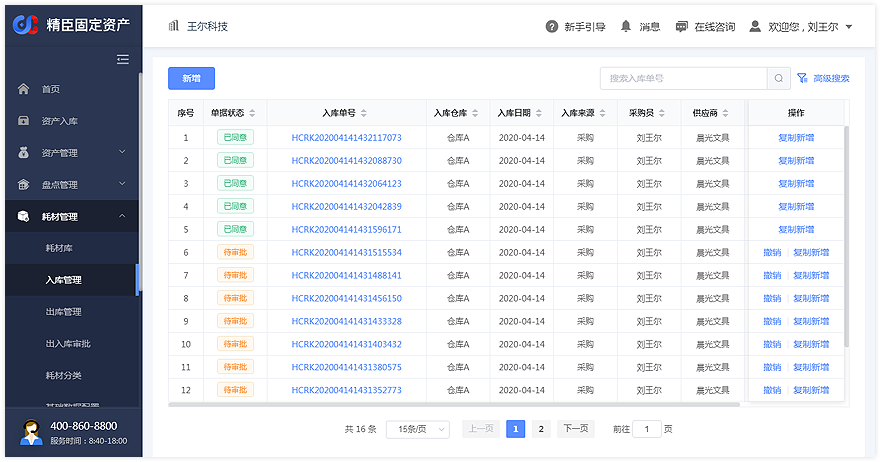 精臣固定资产
王尔科技
新手引导
消息
在线咨询
欢迎您 , 刘王尔
首页
资产入库
资产管理
盘点管理
耗材管理
耗材库
入库管理
出库管理
出入库审批
耗材分类
基础数据配置
400-860-8800
服务时间：8:40-18:00
新增
搜索入库单号
高级搜索
序号 单据状态 入库单号 入库仓库 入库日期 入库来源 采购员 供应商 操作
1 已同意 HCRK202004141432117073 仓库A 2020-04-14 采购 刘王尔 晨光文具 复制新增
2 已同意 HCRK202004141432088730 仓库A 2020-04-14 采购 刘王尔 晨光文具 复制新增
3 已同意 HCRK202004141432064123 仓库A 2020-04-14 采购 刘王尔 晨光文具 复制新增
4 已同意 HCRK202004141432042839 仓库A 2020-04-14 采购 刘王尔 晨光文具 复制新增
5 已同意 HCRK202004141431596171 仓库A 2020-04-14 采购 刘王尔 晨光文具 复制新增
6 待审批 HCRK202004141431515534 仓库A 2020-04-14 采购 刘王尔 晨光文具 撤销 复制新增
7 待审批 HCRK202004141431488141 仓库A 2020-04-14 采购 刘王尔 晨光文具 撤销 复制新增
8 待审批 HCRK202004141431456150 仓库A 2020-04-14 采购 刘王尔 晨光文具 撤销 复制新增
9 待审批 HCRK202004141431433328 仓库A 2020-04-14 采购 刘王尔 晨光文具 撤销 复制新增
10 待审批 HCRK202004141431403432 仓库A 2020-04-14 采购 刘王尔 晨光文具 撤销 复制新增
11 待审批 HCRK202004141431380575 仓库A 2020-04-14 采购 刘王尔 晨光文具 撤销 复制新增
12 待审批 HCRK202004141431352773 仓库A 2020-04-14 采购 刘王尔 晨光文具 撤销 复制新增
共 16 条 15条/页 上一页 1 2 下一页 前往 1 页